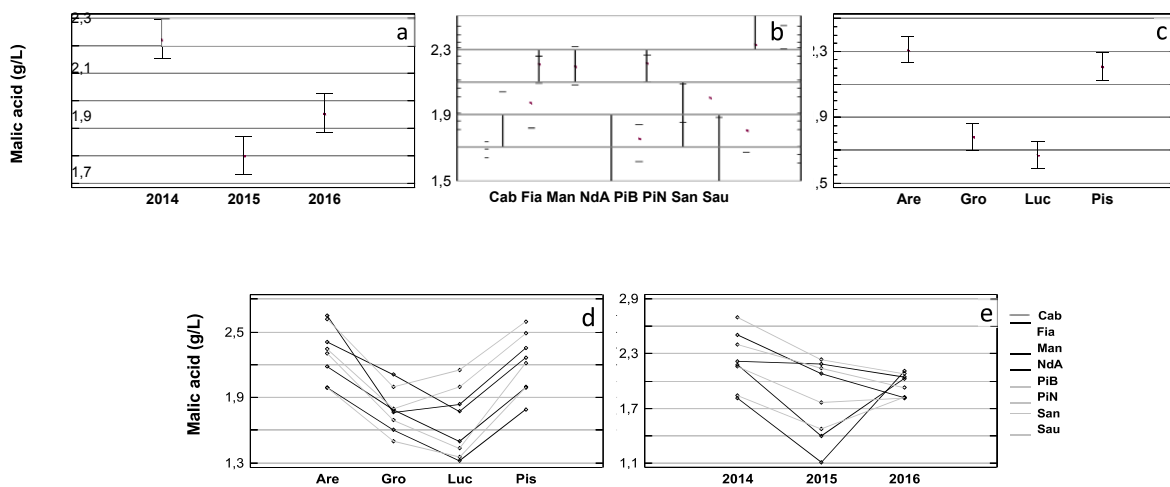 a
Malic acid (g/L)
2,3
2,1
1,9
1,7
2014 2015 2016
b
2,3
1,9
1,5
Cab Fia Man NdA PiB PiN San Sau
c
,3
,9
,5
Are Gro Luc Pis
d
Malic acid (g/L)
2,5
1,9
1,3
Are Gro Luc Pis
e
2,9
2,3
1,7
1,1
2014 2015 2016
Cab
Fia
Man
NdA
PiB
PiN
San
Sau